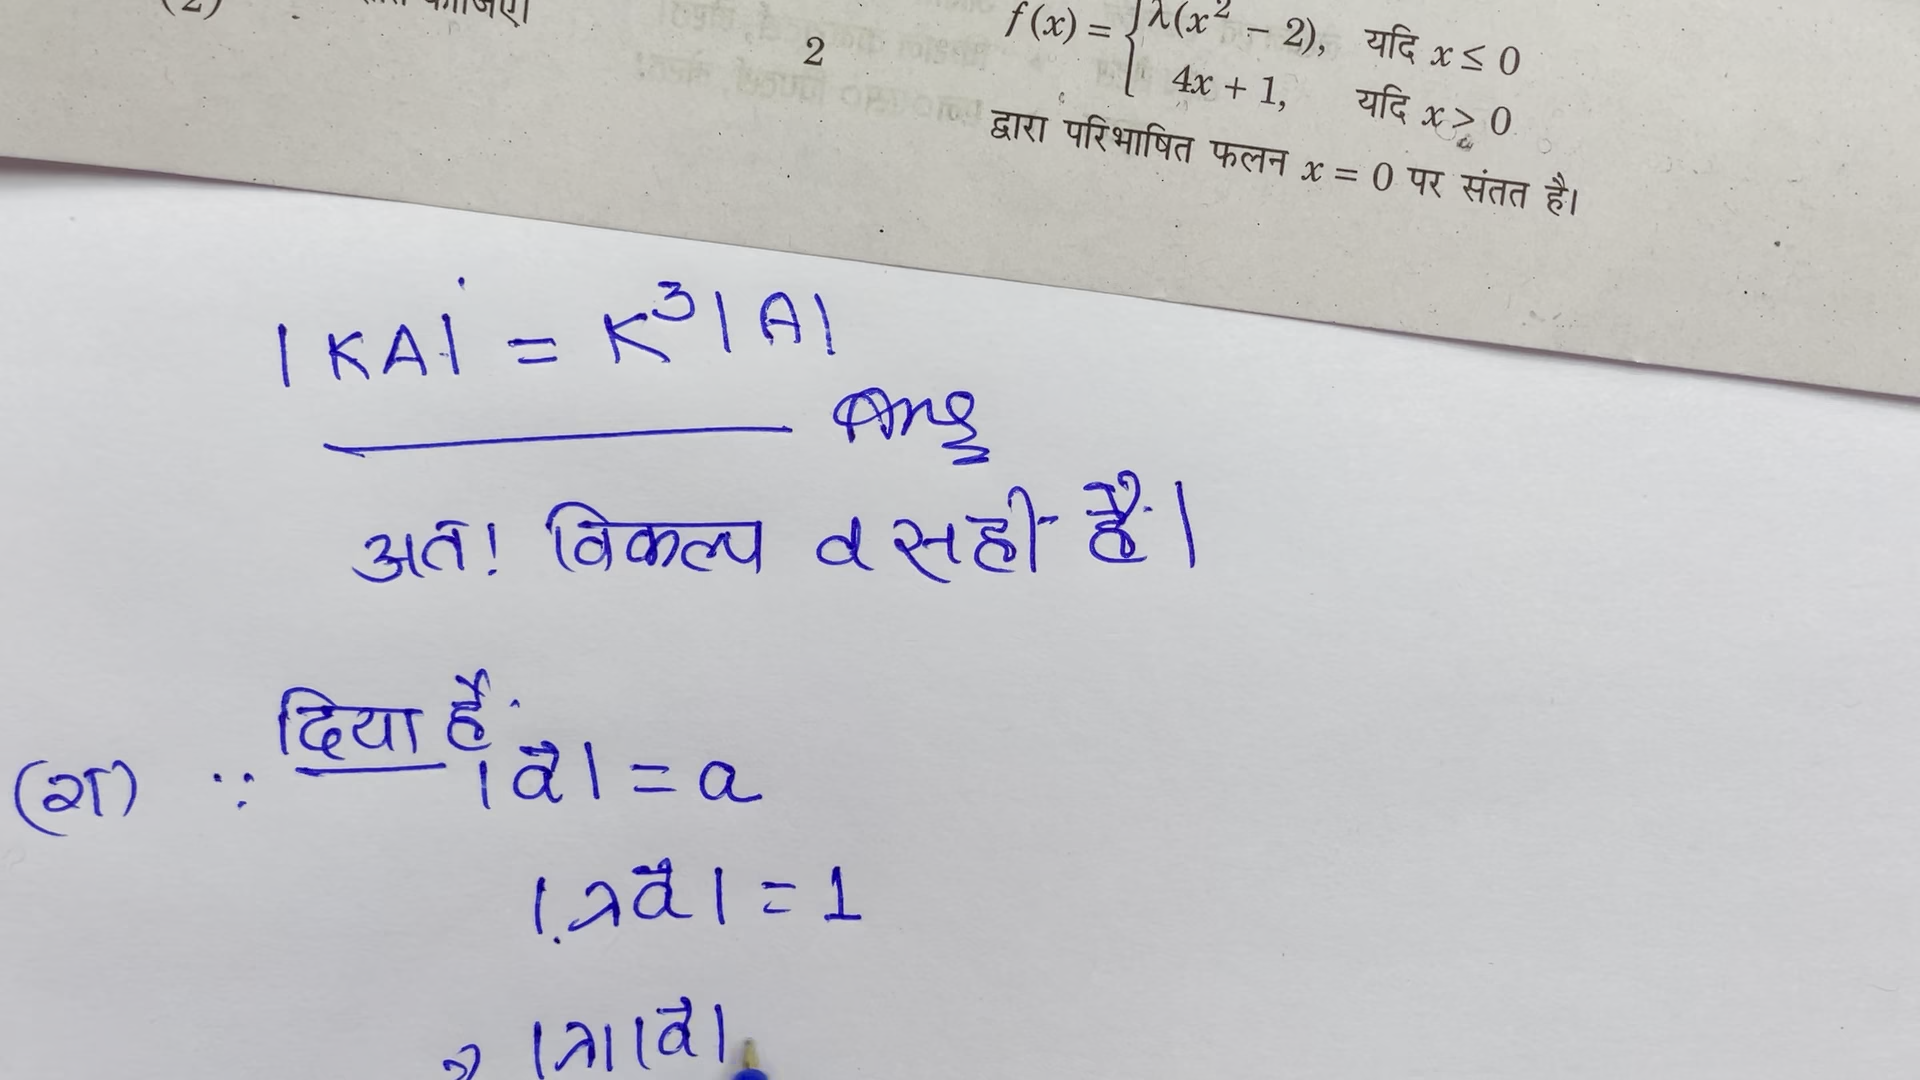 (2)
2
f(x) = { λ(x² − 2), यदि x ≤ 0
4x + 1, यदि x > 0
द्वारा परिभाषित फलन x = 0 पर संतत है।
|KA| = K³|A|
Ans
अतः विकल्प d सही है।
दिया है
(अ) ∵ |a⃗| = a
|λa⃗| = 1
|λ||a⃗|